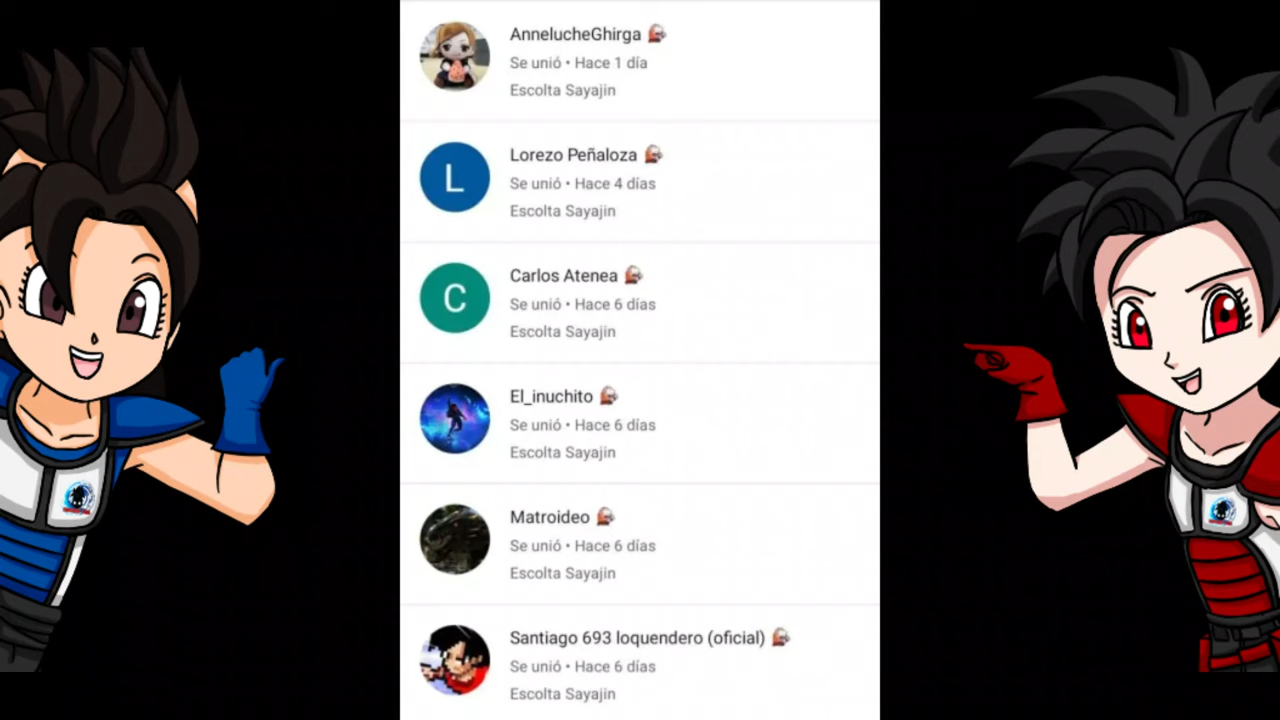 AnnelucheGhirga
Se unió • Hace 1 día
Escolta Sayajin
Lorezo Peñaloza
Se unió • Hace 4 días
Escolta Sayajin
L
Carlos Atenea
Se unió • Hace 6 días
Escolta Sayajin
C
El_inuchito
Se unió • Hace 6 días
Escolta Sayajin
Matroideo
Se unió • Hace 6 días
Escolta Sayajin
Santiago 693 loquendero (oficial)
Se unió • Hace 6 días
Escolta Sayajin